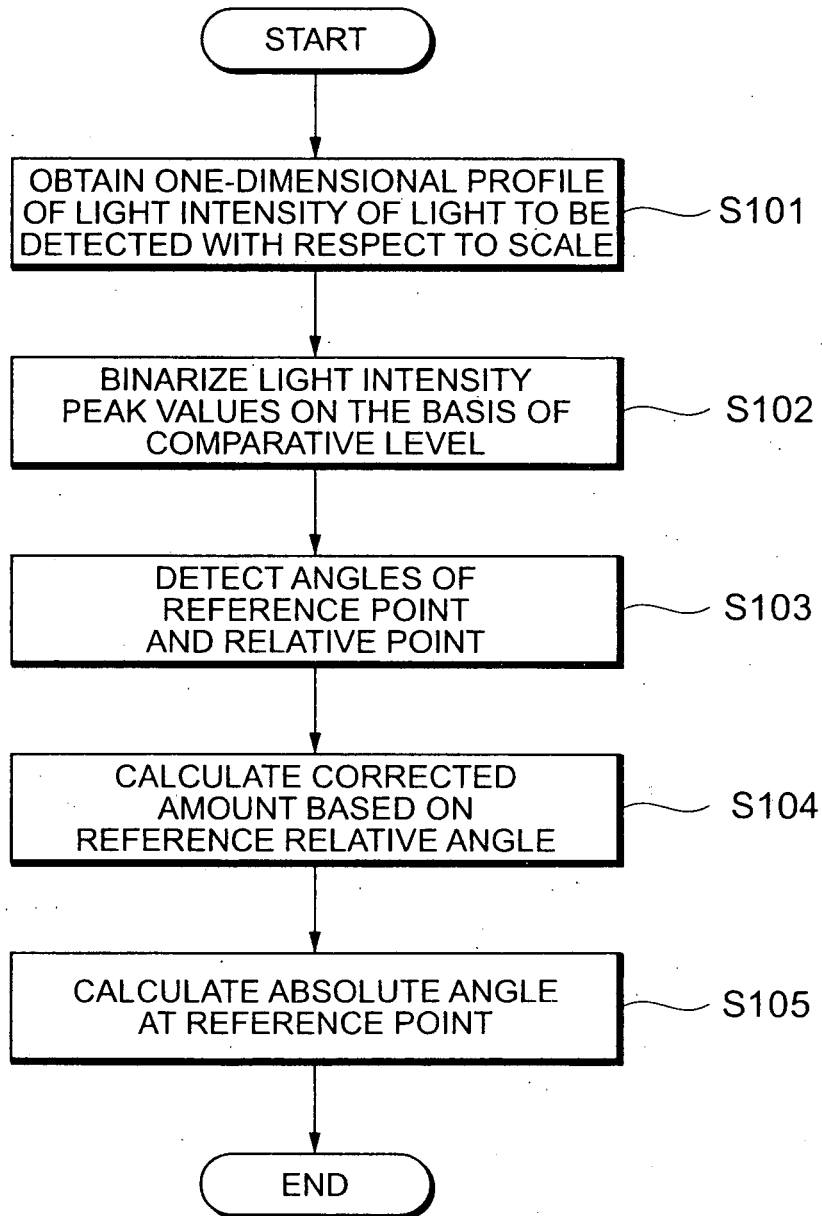 START
OBTAIN ONE-DIMENSIONAL PROFILE
OF LIGHT INTENSITY OF LIGHT TO BE
DETECTED WITH RESPECT TO SCALE
S101
BINARIZE LIGHT INTENSITY
PEAK VALUES ON THE BASIS OF
COMPARATIVE LEVEL
S102
DETECT ANGLES OF
REFERENCE POINT
AND RELATIVE POINT
S103
CALCULATE CORRECTED
AMOUNT BASED ON
REFERENCE RELATIVE ANGLE
S104
CALCULATE ABSOLUTE ANGLE
AT REFERENCE POINT
S105
END